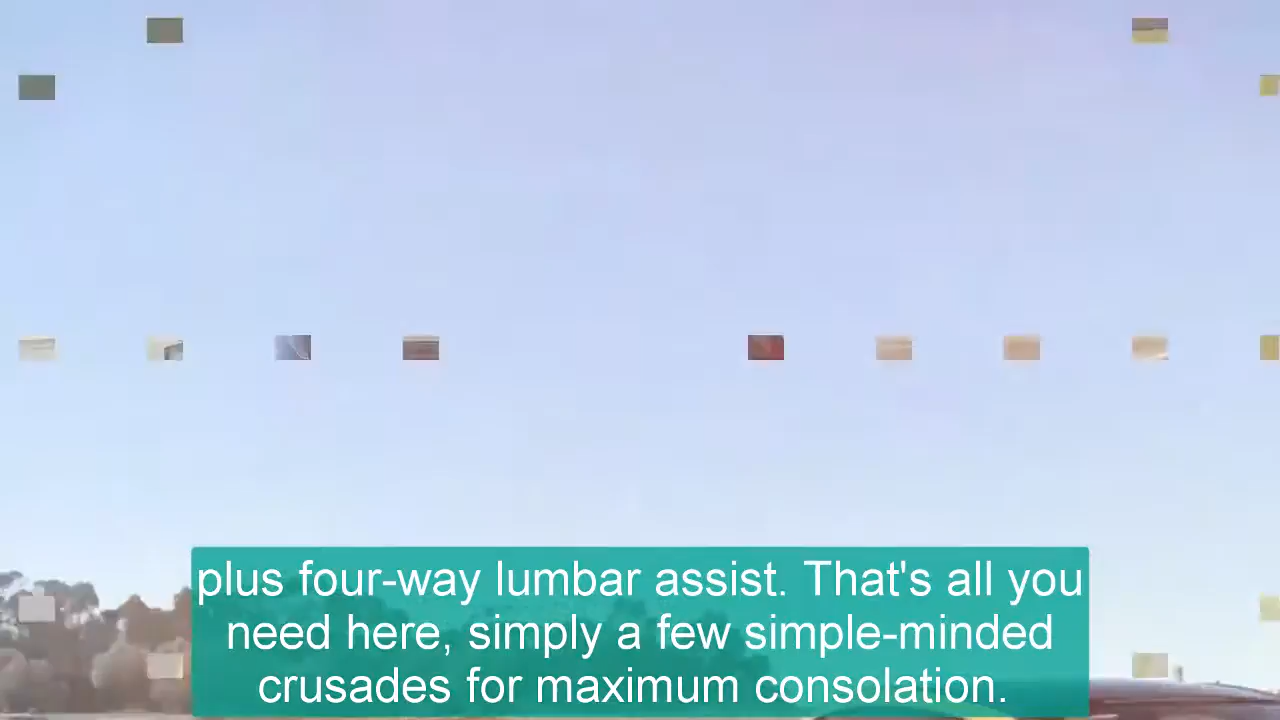 plus four-way lumbar assist. That's all you
need here, simply a few simple-minded
crusades for maximum consolation.